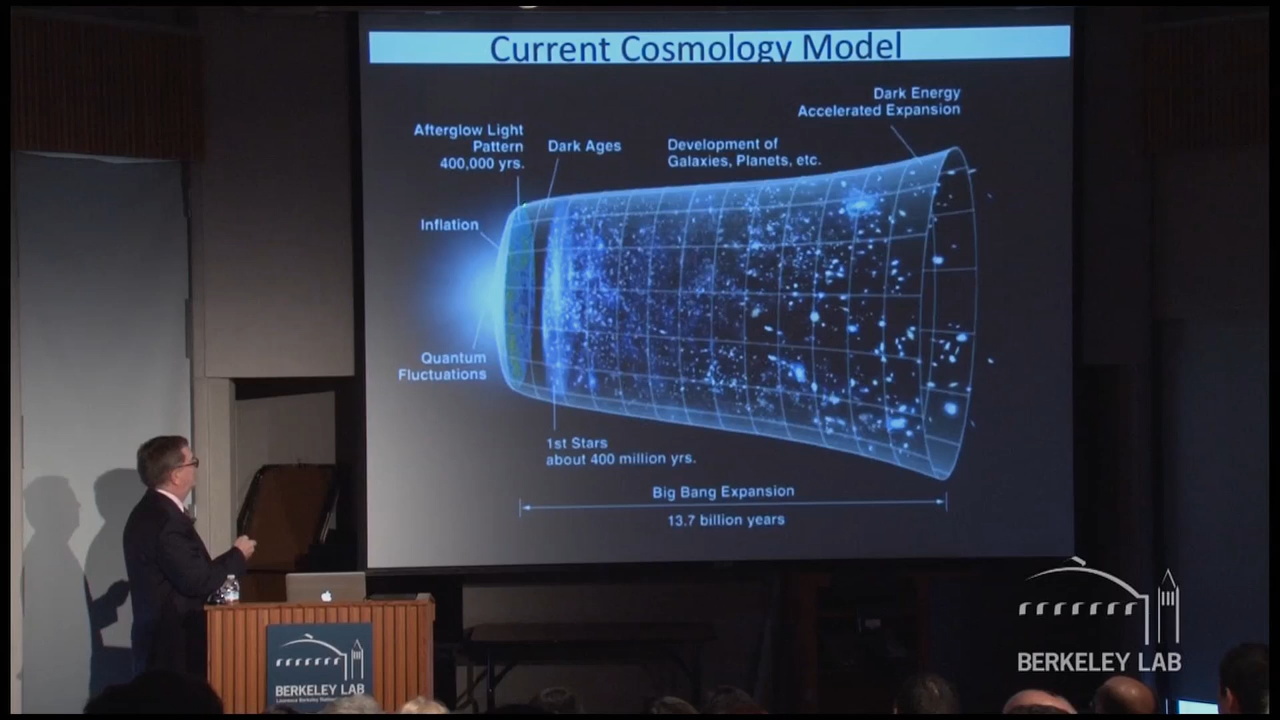 Current Cosmology Model
Dark Energy
Accelerated Expansion
Afterglow Light
Pattern
400,000 yrs.
Dark Ages
Development of
Galaxies, Planets, etc.
Inflation
Quantum
Fluctuations
1st Stars
about 400 million yrs.
Big Bang Expansion
13.7 billion years
BERKELEY LAB
BERKELEY LAB